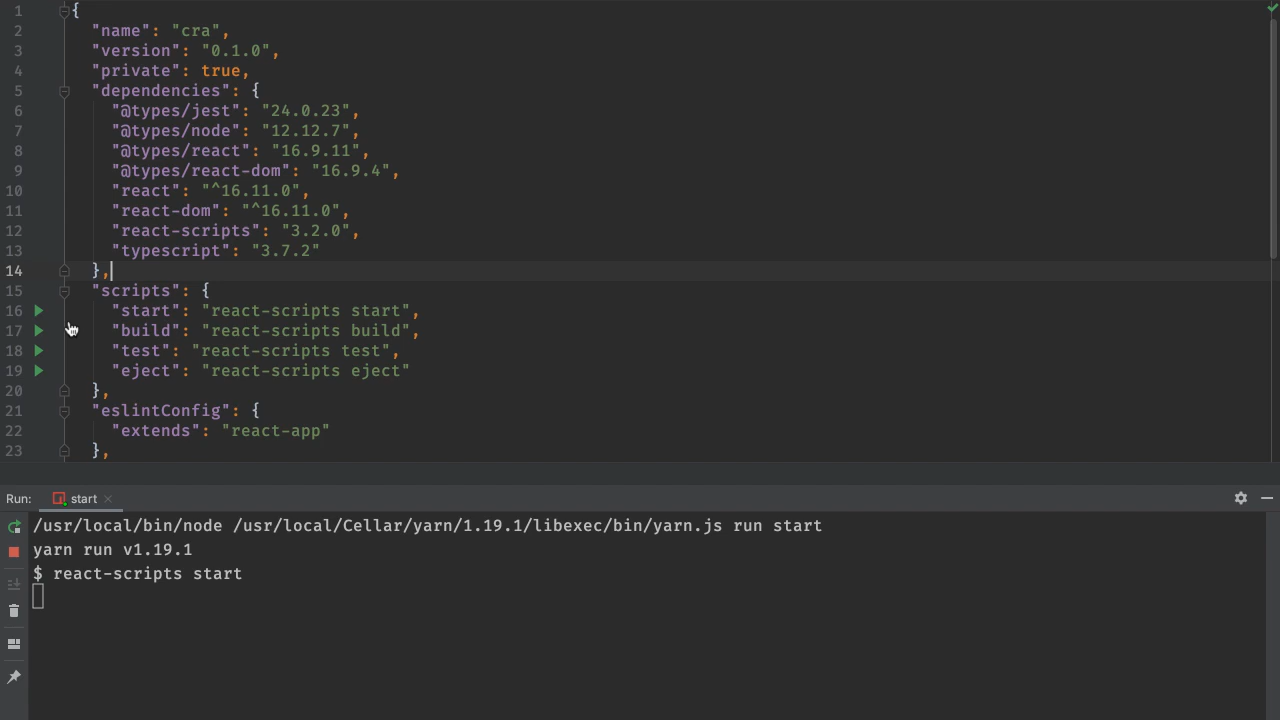 1 {
2 "name": "cra",
3 "version": "0.1.0",
4 "private": true,
5 "dependencies": {
6 "@types/jest": "24.0.23",
7 "@types/node": "12.12.7",
8 "@types/react": "16.9.11",
9 "@types/react-dom": "16.9.4",
10 "react": "^16.11.0",
11 "react-dom": "^16.11.0",
12 "react-scripts": "3.2.0",
13 "typescript": "3.7.2"
14 },
15 "scripts": {
16 "start": "react-scripts start",
17 "build": "react-scripts build",
18 "test": "react-scripts test",
19 "eject": "react-scripts eject"
20 },
21 "eslintConfig": {
22 "extends": "react-app"
23 },
Run: start
/usr/local/bin/node /usr/local/Cellar/yarn/1.19.1/libexec/bin/yarn.js run start
yarn run v1.19.1
$ react-scripts start